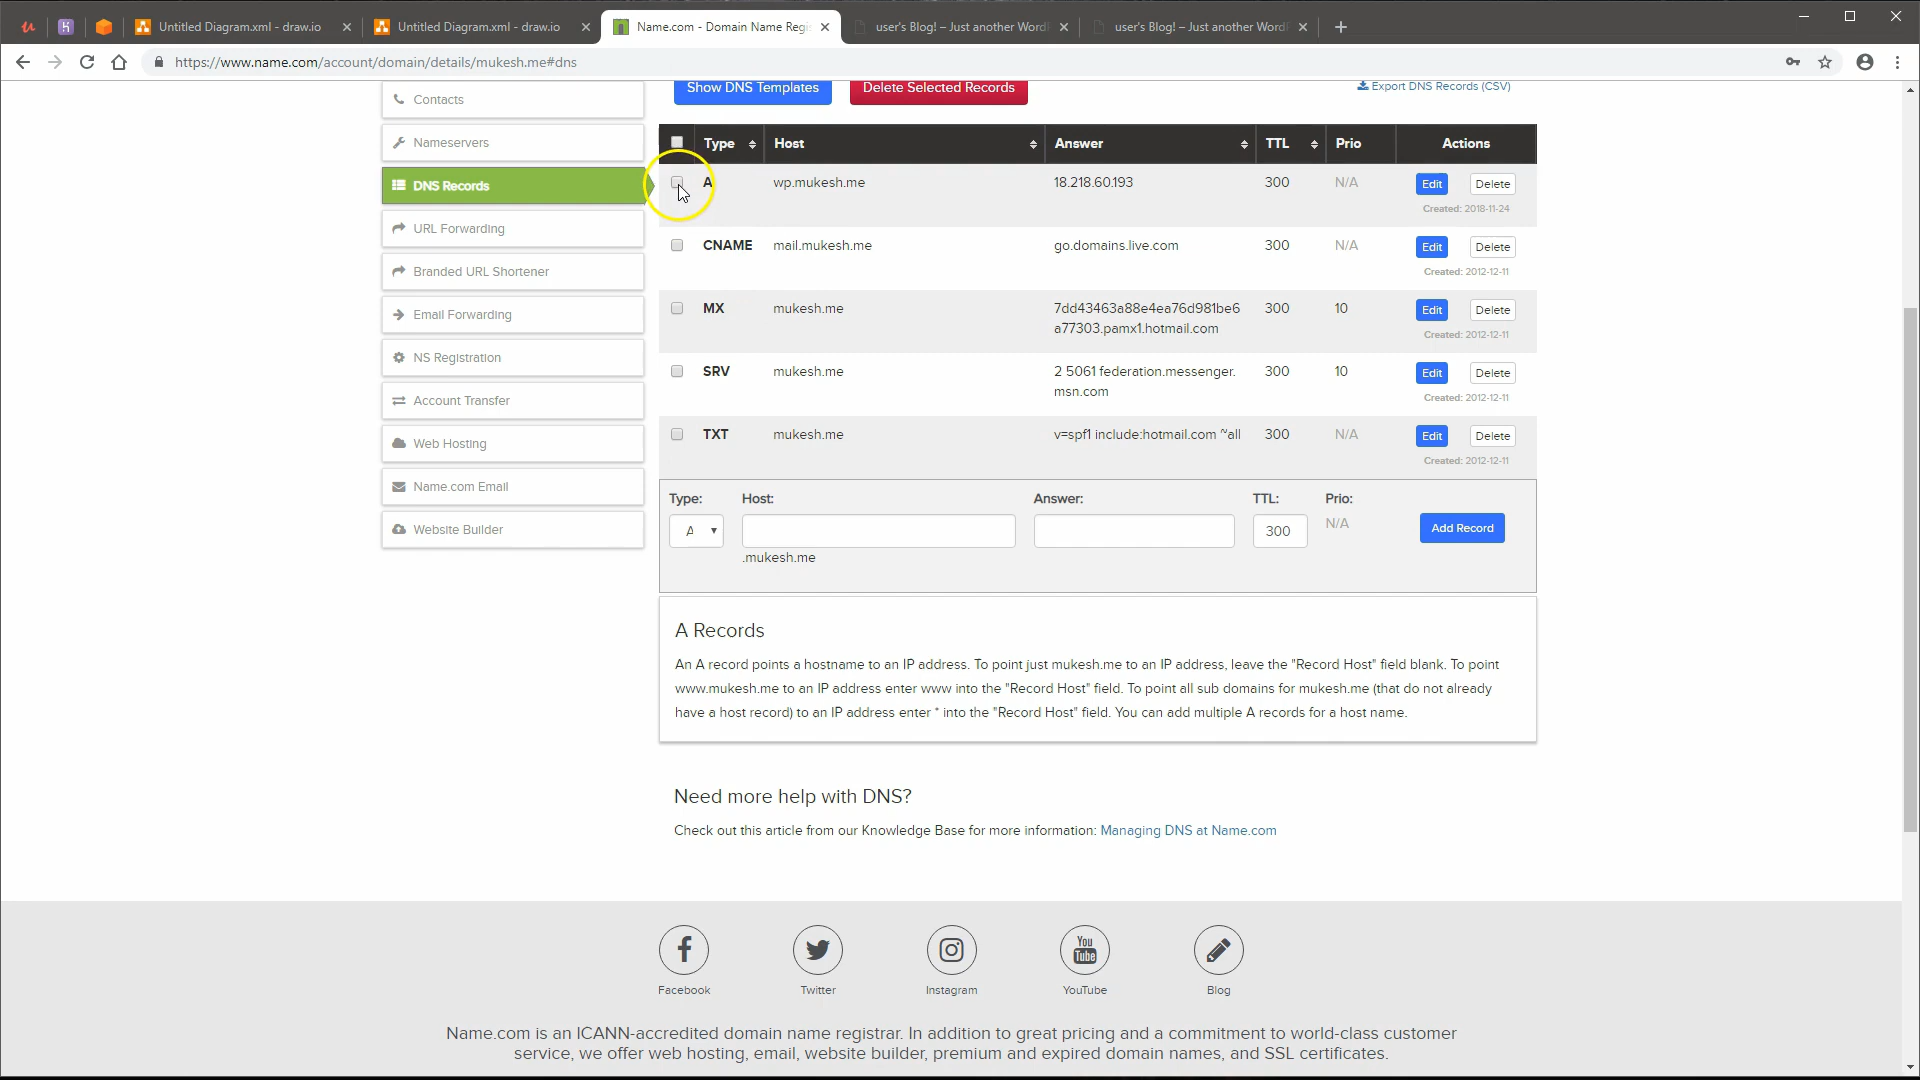 Untitled Diagram.xml - draw.io
Untitled Diagram.xml - draw.io
Name.com - Domain Name Regi
user's Blog! – Just another Word
user's Blog! – Just another Word
https://www.name.com/account/domain/details/mukesh.me#dns
Contacts
Nameservers
DNS Records
URL Forwarding
Branded URL Shortener
Email Forwarding
NS Registration
Account Transfer
Web Hosting
Name.com Email
Website Builder
Show DNS Templates
Delete Selected Records
Export DNS Records (CSV)
Type Host Answer TTL Prio Actions
A wp.mukesh.me 18.218.60.193 300 N/A Edit Delete
Created: 2018-11-24
CNAME mail.mukesh.me go.domains.live.com 300 N/A Edit Delete
Created: 2012-12-11
MX mukesh.me 7dd43463a88e4ea76d981be6 300 10 Edit Delete
a77303.pamx1.hotmail.com
Created: 2012-12-11
SRV mukesh.me 2 5061 federation.messenger. 300 10 Edit Delete
msn.com
Created: 2012-12-11
TXT mukesh.me v=spf1 include:hotmail.com ~all 300 N/A Edit Delete
Created: 2012-12-11
Type: Host: Answer: TTL: Prio:
A 300 N/A Add Record
.mukesh.me
A Records
An A record points a hostname to an IP address. To point just mukesh.me to an IP address, leave the "Record Host" field blank. To point
www.mukesh.me to an IP address enter www into the "Record Host" field. To point all sub domains for mukesh.me (that do not already
have a host record) to an IP address enter * into the "Record Host" field. You can add multiple A records for a host name.
Need more help with DNS?
Check out this article from our Knowledge Base for more information: Managing DNS at Name.com
You
Tube
Facebook
Twitter
Instagram
YouTube
Blog
Name.com is an ICANN-accredited domain name registrar. In addition to great pricing and a commitment to world-class customer
service, we offer web hosting, email, website builder, premium and expired domain names, and SSL certificates.